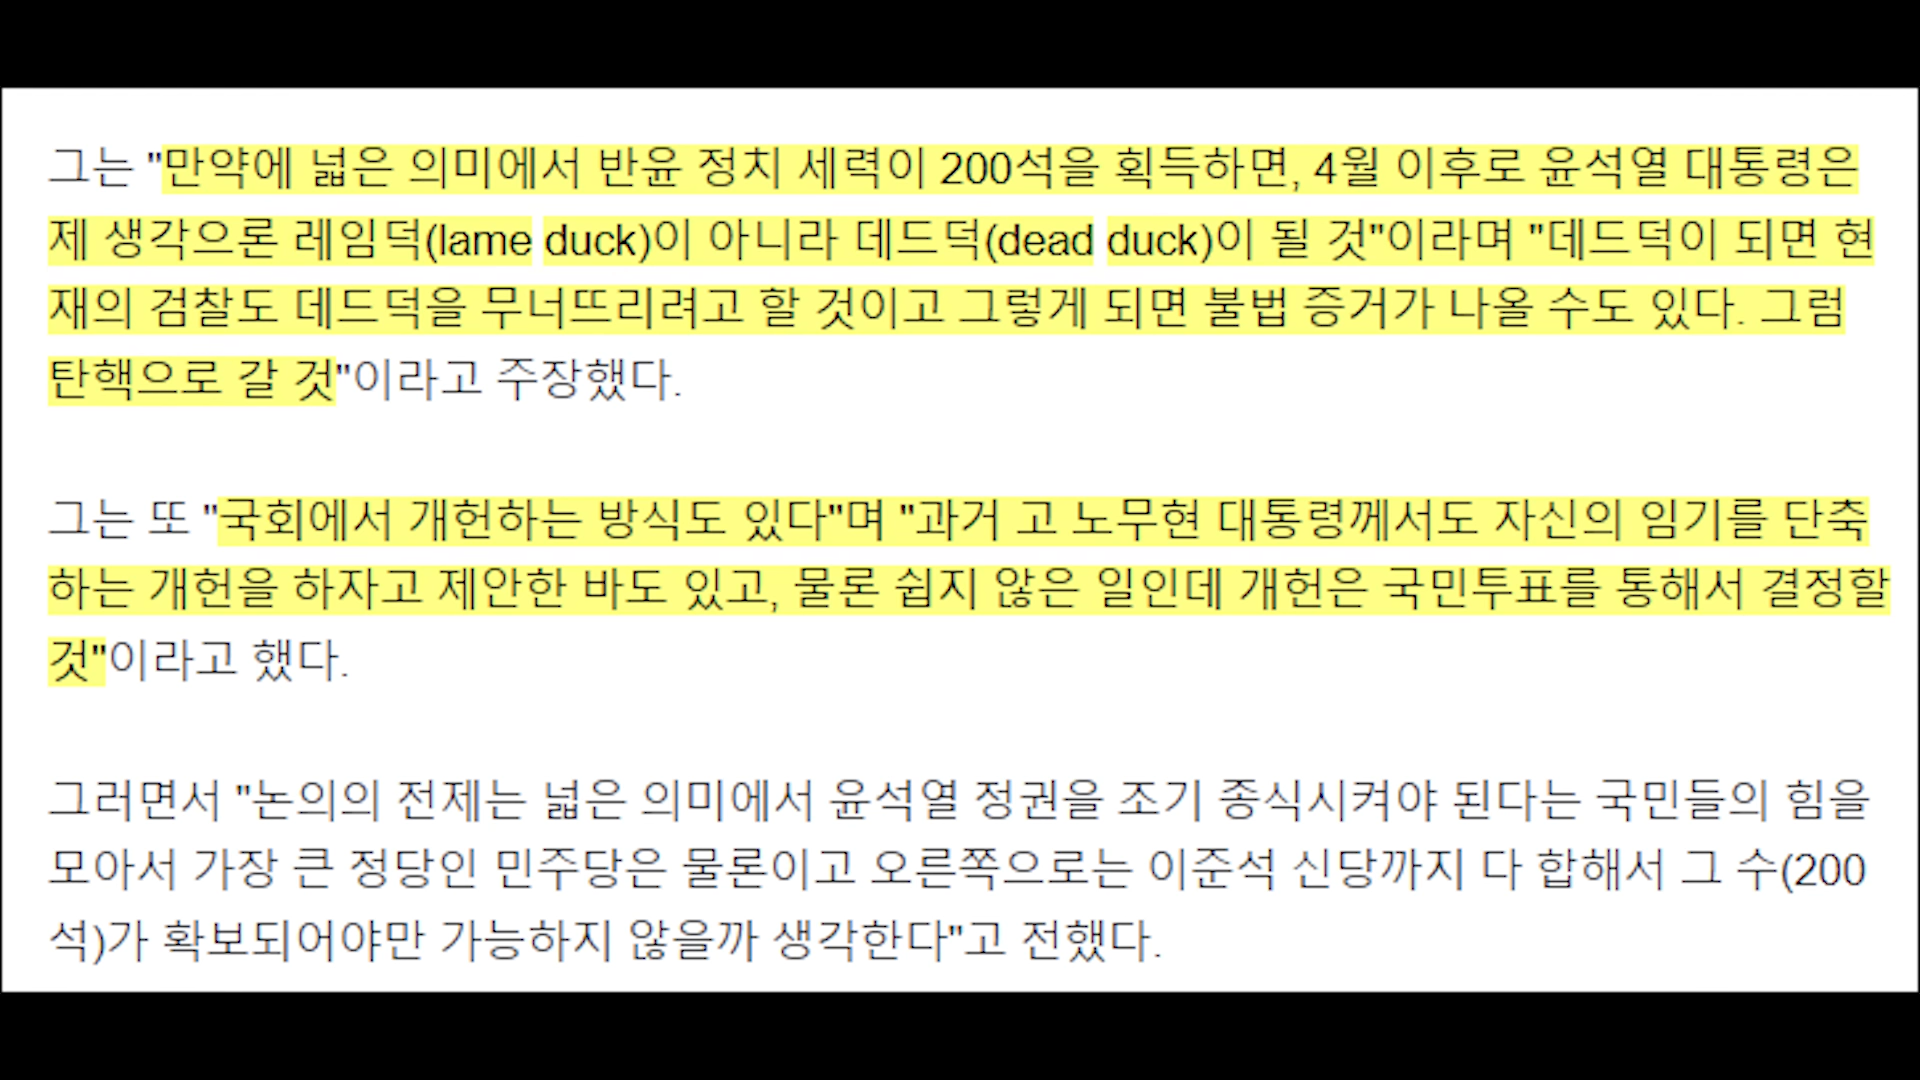 그는 "만약에 넓은 의미에서 반윤 정치 세력이 200석을 획득하면, 4월 이후로 윤석열 대통령은
제 생각으론 레임덕(lame duck)이 아니라 데드덕(dead duck)이 될 것"이라며 "데드덕이 되면 현
재의 검찰도 데드덕을 무너뜨리려고 할 것이고 그렇게 되면 불법 증거가 나올 수도 있다. 그럼
탄핵으로 갈 것"이라고 주장했다.
그는 또 "국회에서 개헌하는 방식도 있다"며 "과거 고 노무현 대통령께서도 자신의 임기를 단축
하는 개헌을 하자고 제안한 바도 있고, 물론 쉽지 않은 일인데 개헌은 국민투표를 통해서 결정할
것"이라고 했다.
그러면서 "논의의 전제는 넓은 의미에서 윤석열 정권을 조기 종식시켜야 된다는 국민들의 힘을
모아서 가장 큰 정당인 민주당은 물론이고 오른쪽으로는 이준석 신당까지 다 합해서 그 수(200
석)가 확보되어야만 가능하지 않을까 생각한다"고 전했다.